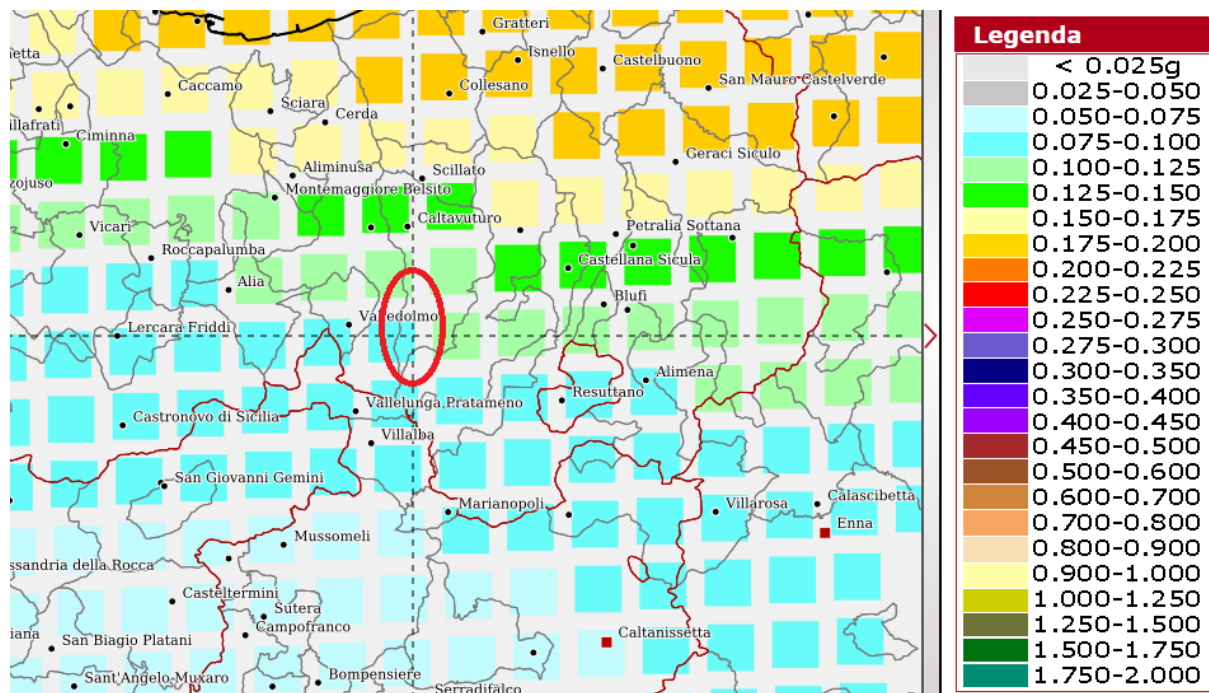 Gratteri
Isnello
Castelbuono
San Mauro Castelverde
Collesano
Caccamo
Sciara
Cerda
Ciminna
Aliminusa
Scillato
Geraci Siculo
Montemaggiore Belsito
Caltavuturo
Petralia Sottana
Vicari
Roccapalumba
Castellana Sicula
Alia
Blufi
Valledolmo
Lercara Friddi
Alimena
Resuttano
Vallelunga Pratameno
Castronovo di Sicilia
Villalba
San Giovanni Gemini
Marianopoli
Villarosa
Calascibetta
Enna
Mussomeli
ssandria della Rocca
Casteltermini
Sutera
Campofranco
iana
San Biagio Platani
Caltanissetta
Sant'Angelo Muxaro
Bompensiere
Serradifalco
Legenda
< 0.025g
0.025-0.050
0.050-0.075
0.075-0.100
0.100-0.125
0.125-0.150
0.150-0.175
0.175-0.200
0.200-0.225
0.225-0.250
0.250-0.275
0.275-0.300
0.300-0.350
0.350-0.400
0.400-0.450
0.450-0.500
0.500-0.600
0.600-0.700
0.700-0.800
0.800-0.900
0.900-1.000
1.000-1.250
1.250-1.500
1.500-1.750
1.750-2.000